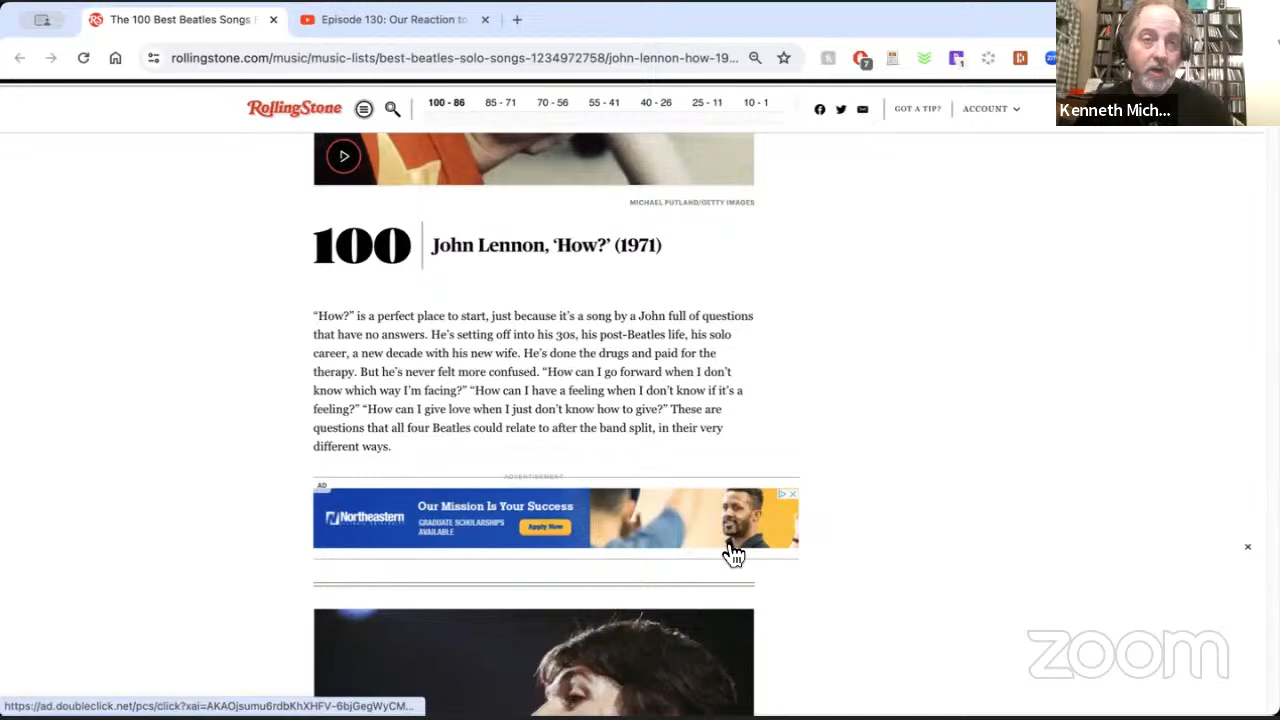 The 100 Best Beatles Songs
Episode 130: Our Reaction to
rollingstone.com/music/music-lists/best-beatles-solo-songs-1234972758/john-lennon-how-19...
7
1
Kenneth Mich...
RollingStone
100 - 86
85 - 71
70 - 56
55 - 41
40 - 26
25 - 11
10 - 1
GOT A TIP?
ACCOUNT
MICHAEL PUTLAND/GETTY IMAGES
100
John Lennon, ‘How?’ (1971)
“How?” is a perfect place to start, just because it’s a song by a John full of questions
that have no answers. He’s setting off into his 30s, his post-Beatles life, his solo
career, a new decade with his new wife. He’s done the drugs and paid for the
therapy. But he’s never felt more confused. “How can I go forward when I don’t
know which way I’m facing?” “How can I have a feeling when I don’t know if it’s a
feeling?” “How can I give love when I just don’t know how to give?” These are
questions that all four Beatles could relate to after the band split, in their very
different ways.
ADVERTISEMENT
AD
Northeastern
Our Mission Is Your Success
GRADUATE SCHOLARSHIPS
AVAILABLE
Apply Now
zoom
https://ad.doubleclick.net/pcs/click?xai=AKAOjsumu6rdbKhXHFV-6bjGegWyCM...